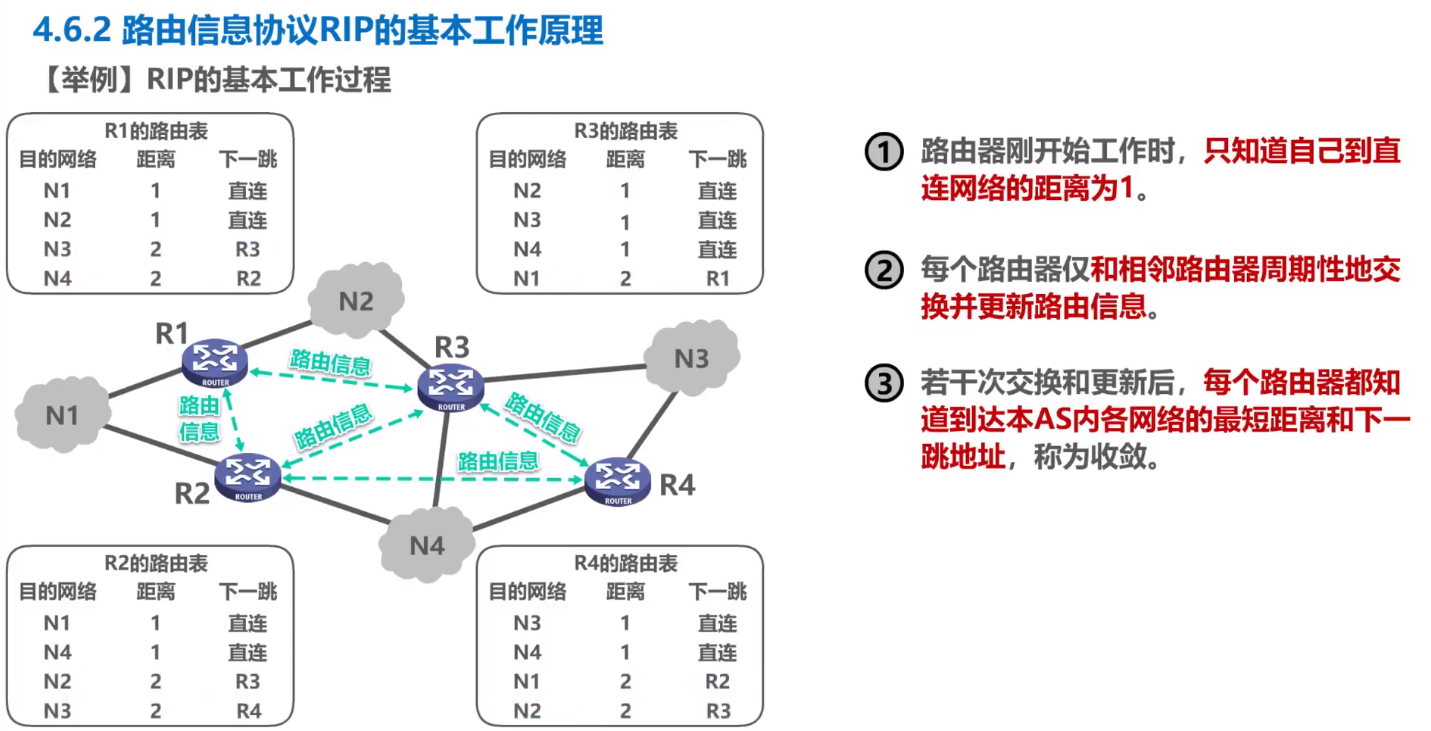 4.6.2 路由信息协议RIP的基本工作原理
【举例】RIP的基本工作过程
R1的路由表
目的网络 距离 下一跳
N1 1 直连
N2 1 直连
N3 2 R3
N4 2 R2
R3的路由表
目的网络 距离 下一跳
N2 1 直连
N3 1 直连
N4 1 直连
N1 2 R1
N2
R1
ROUTER
路由信息
R3
ROUTER
N3
N1
路由
信息
路由信息
路由信息
路由信息
R2
ROUTER
ROUTER
R4
N4
R2的路由表
目的网络 距离 下一跳
N1 1 直连
N4 1 直连
N2 2 R3
N3 2 R4
R4的路由表
目的网络 距离 下一跳
N3 1 直连
N4 1 直连
N1 2 R2
N2 2 R3
① 路由器刚开始工作时，只知道自己到直
连网络的距离为1。
② 每个路由器仅和相邻路由器周期性地交
换并更新路由信息。
③ 若干次交换和更新后，每个路由器都知
道到达本AS内各网络的最短距离和下一
跳地址，称为收敛。